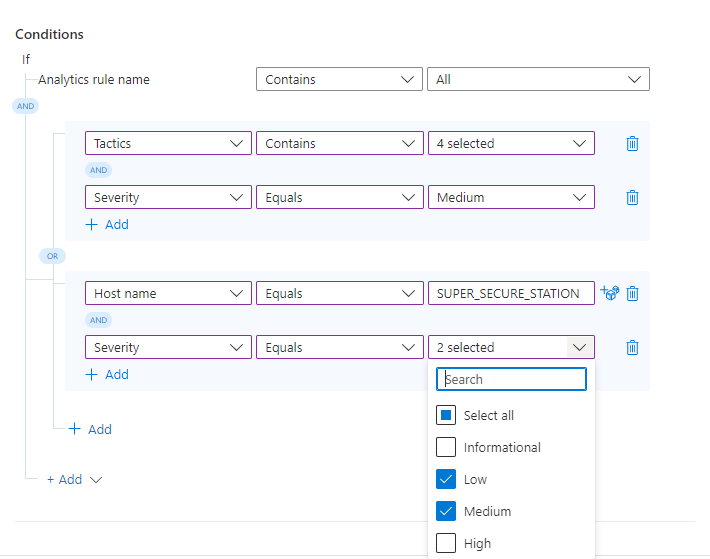 Conditions
If
Analytics rule name Contains All
AND
Tactics Contains 4 selected
AND
Severity Equals Medium
+ Add
OR
Host name Equals SUPER_SECURE_STATION
AND
Severity Equals 2 selected
+ Add
Search
Select all
+ Add
Informational
+ Add
Low
Medium
High